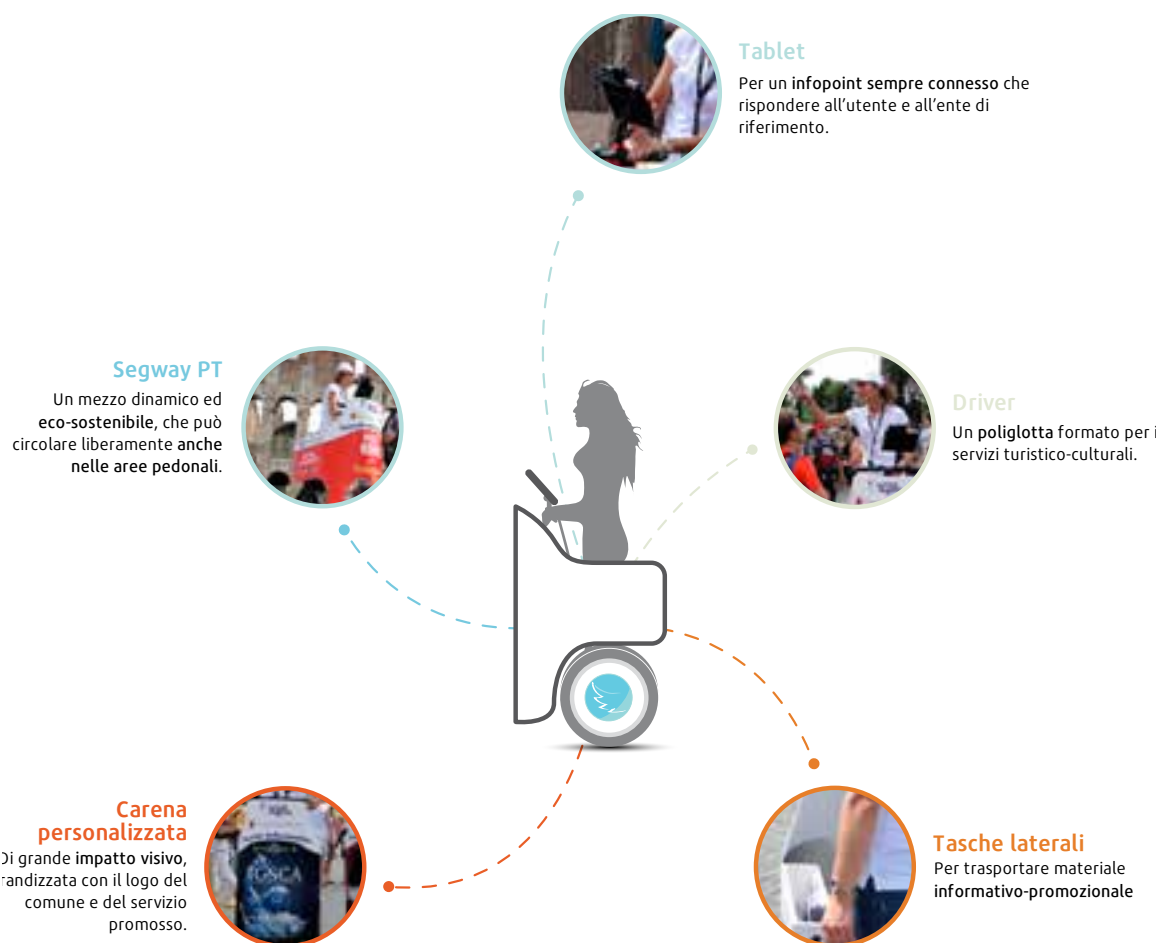 Tablet
Per un infopoint sempre connesso che
rispondere all'utente e all'ente di
riferimento.
Segway PT
Un mezzo dinamico ed
eco-sostenibile, che può
circolare liberamente anche
nelle aree pedonali.
Driver
Un poliglotta formato per i
servizi turistico-culturali.
Carena
personalizzata
Di grande impatto visivo,
randizzata con il logo del
comune e del servizio
promosso.
TOSCA
Tasche laterali
Per trasportare materiale
informativo-promozionale